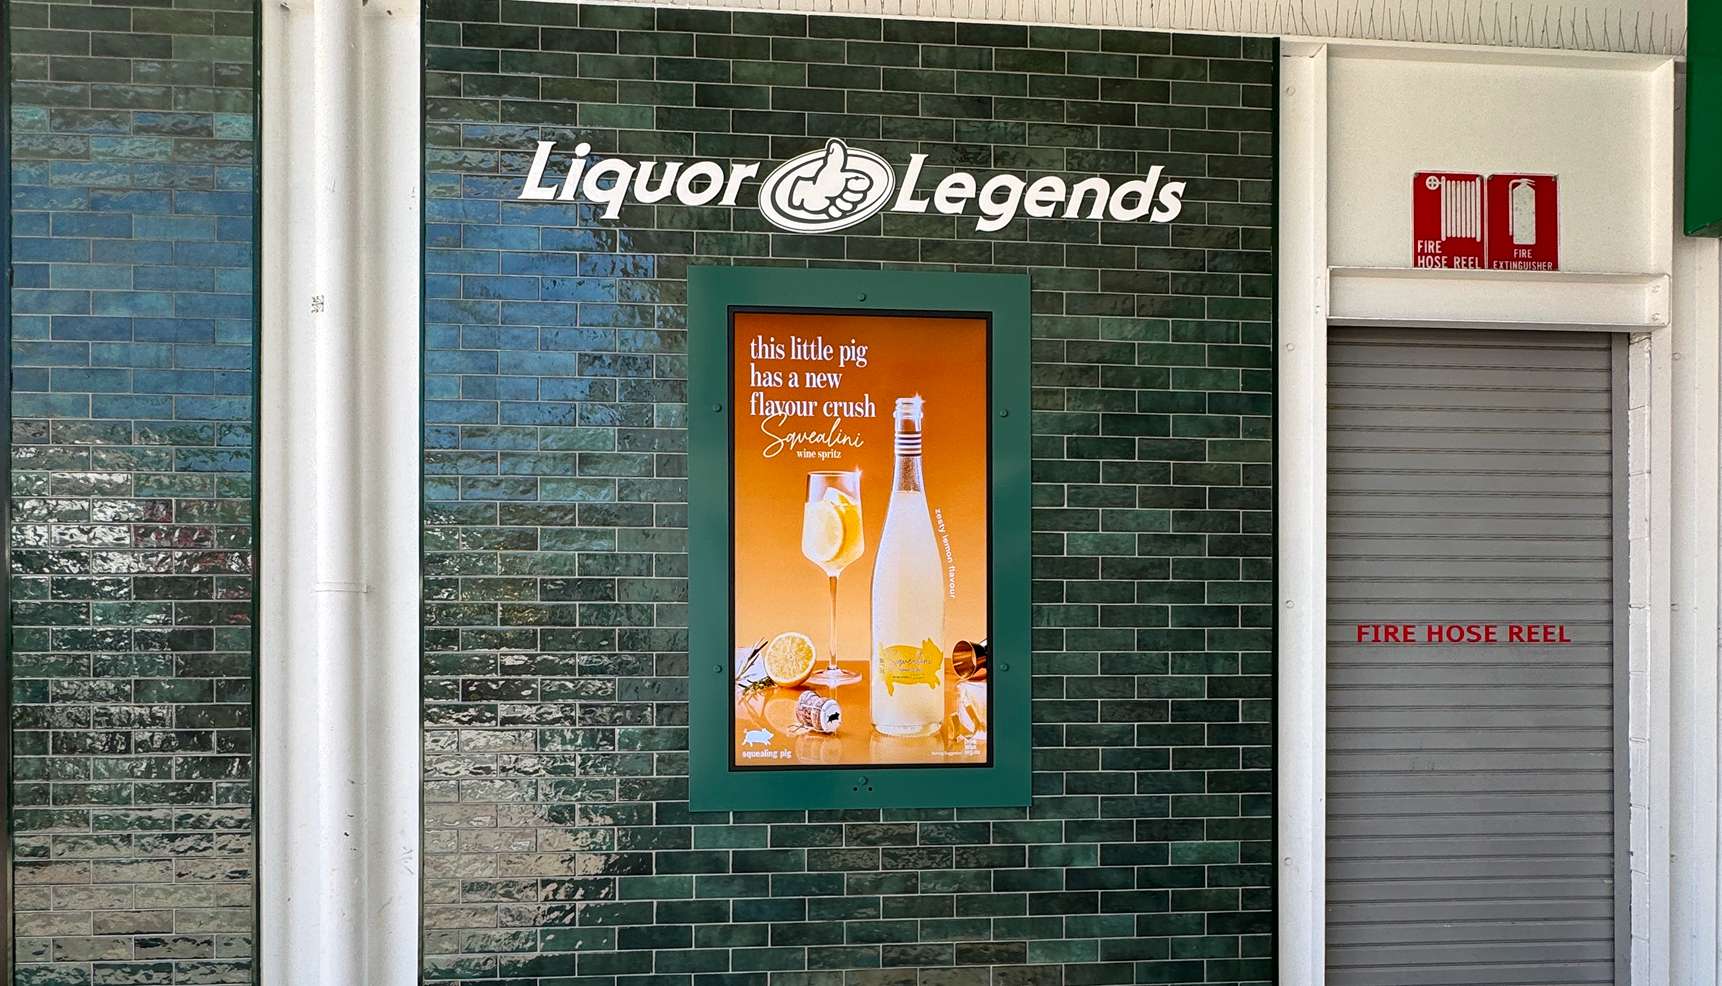 Liquor Legends
FIRE
HOSE REEL
FIRE
EXTINGUISHER
this little pig
has a new
flavour crush
Squealini
wine spritz
zesty lemon flavour
Squealini
squealing pig
FIRE HOSE REEL